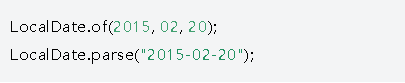 LocalDate.of(2015, 02, 20);
LocalDate.parse("2015-02-20");